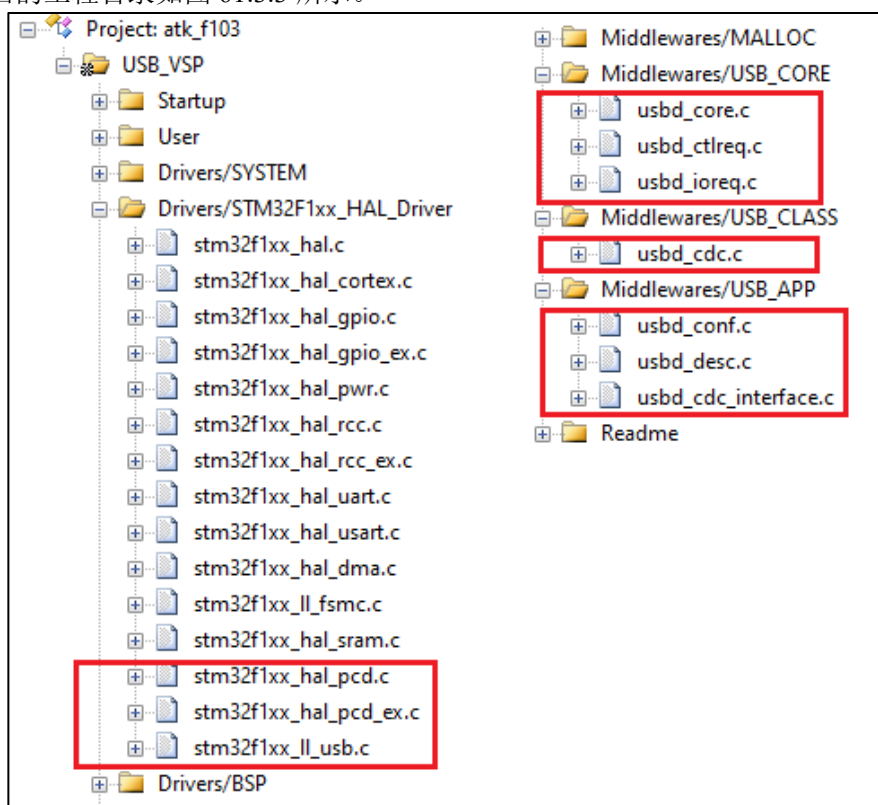 Project: atk_f103
USB_VSP
Startup
User
Drivers/SYSTEM
Drivers/STM32F1xx_HAL_Driver
stm32f1xx_hal.c
stm32f1xx_hal_cortex.c
stm32f1xx_hal_gpio.c
stm32f1xx_hal_gpio_ex.c
stm32f1xx_hal_pwr.c
stm32f1xx_hal_rcc.c
stm32f1xx_hal_rcc_ex.c
stm32f1xx_hal_uart.c
stm32f1xx_hal_usart.c
stm32f1xx_hal_dma.c
stm32f1xx_ll_fsmc.c
stm32f1xx_hal_sram.c
stm32f1xx_hal_pcd.c
stm32f1xx_hal_pcd_ex.c
stm32f1xx_ll_usb.c
Drivers/BSP
Middlewares/MALLOC
Middlewares/USB_CORE
usbd_core.c
usbd_ctlreq.c
usbd_ioreq.c
Middlewares/USB_CLASS
usbd_cdc.c
Middlewares/USB_APP
usbd_conf.c
usbd_desc.c
usbd_cdc_interface.c
Readme